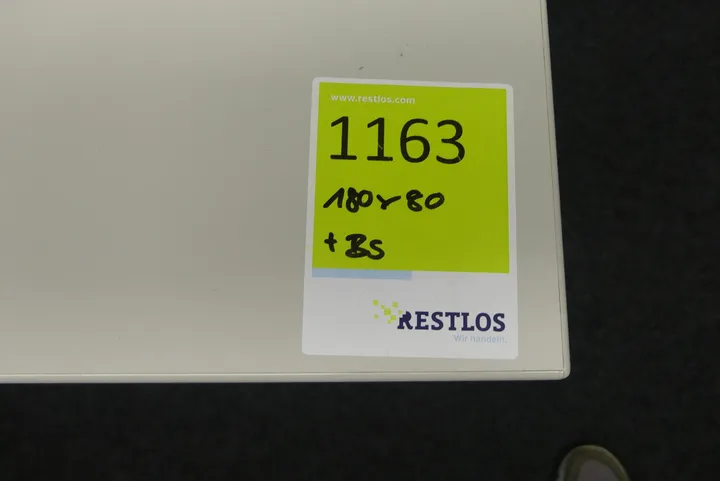 www.restlos.com
1163
180x80
+ BS
RESTLOS
Wir handeln.